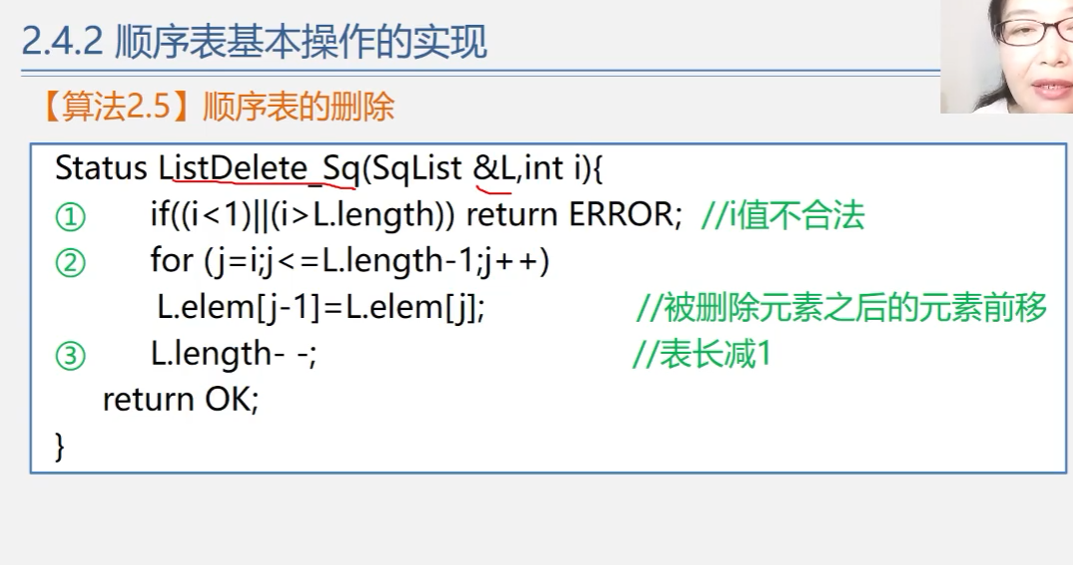 2.4.2 顺序表基本操作的实现
【算法2.5】顺序表的删除
Status ListDelete_Sq(SqList &L,int i){
① if((i<1)||(i>L.length)) return ERROR; //i值不合法
② for (j=i;j<=L.length-1;j++)
L.elem[j-1]=L.elem[j]; //被删除元素之后的元素前移
③ L.length- -; //表长减1
return OK;
}